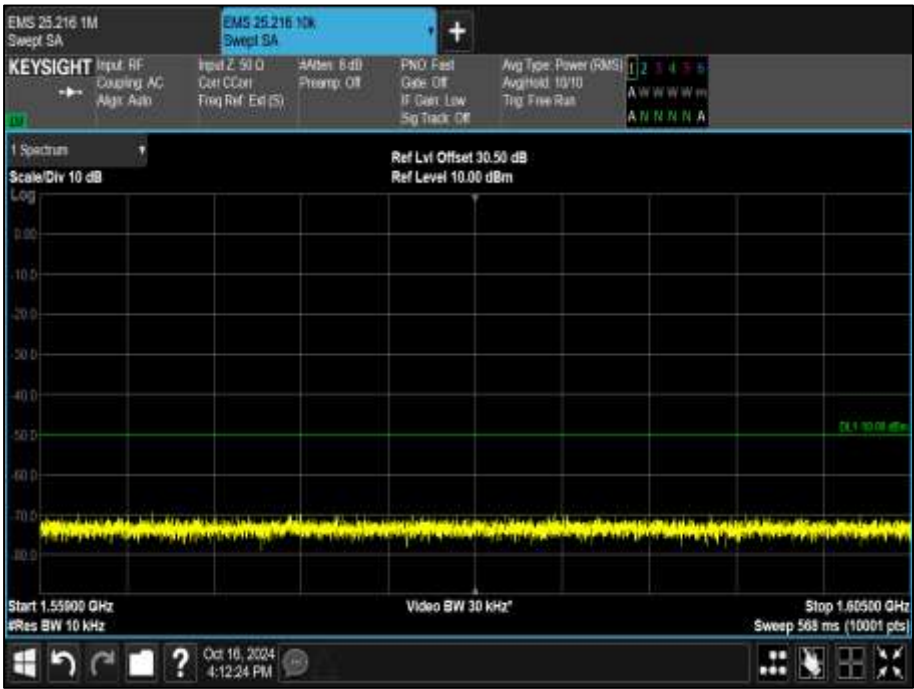 EMS 25.216 1M
Swept SA
EMS 25.216 10k
Swept SA
KEYSIGHT
Input: RF
Coupling: AC
Align: Auto
Input Z: 50 Ω
Corr CCorr
Freq Ref: Ext (S)
#Atten: 6 dB
Preamp: Off
PNO: Fast
Gate: Off
IF Gain: Low
Sig Track: Off
Avg Type: Power (RMS)
Avg|Hold: 10/10
Trig: Free Run
1 2 3 4 5 6
A W W W W
A N N N N A
1 Spectrum
Scale/Div 10 dB
Ref Lvl Offset 30.50 dB
Ref Level 10.00 dBm
Log
0.00
-10.0
-20.0
-30.0
-40.0
-50.0
-60.0
-70.0
-80.0
Start 1.55900 GHz
#Res BW 10 kHz
Video BW 30 kHz*
Stop 1.60500 GHz
Sweep 568 ms (10001 pts)
?
Oct 16, 2024
4:12:24 PM